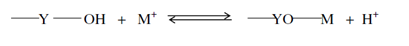 —Y—OH + M⁺ ⇌ —YO—M + H⁺